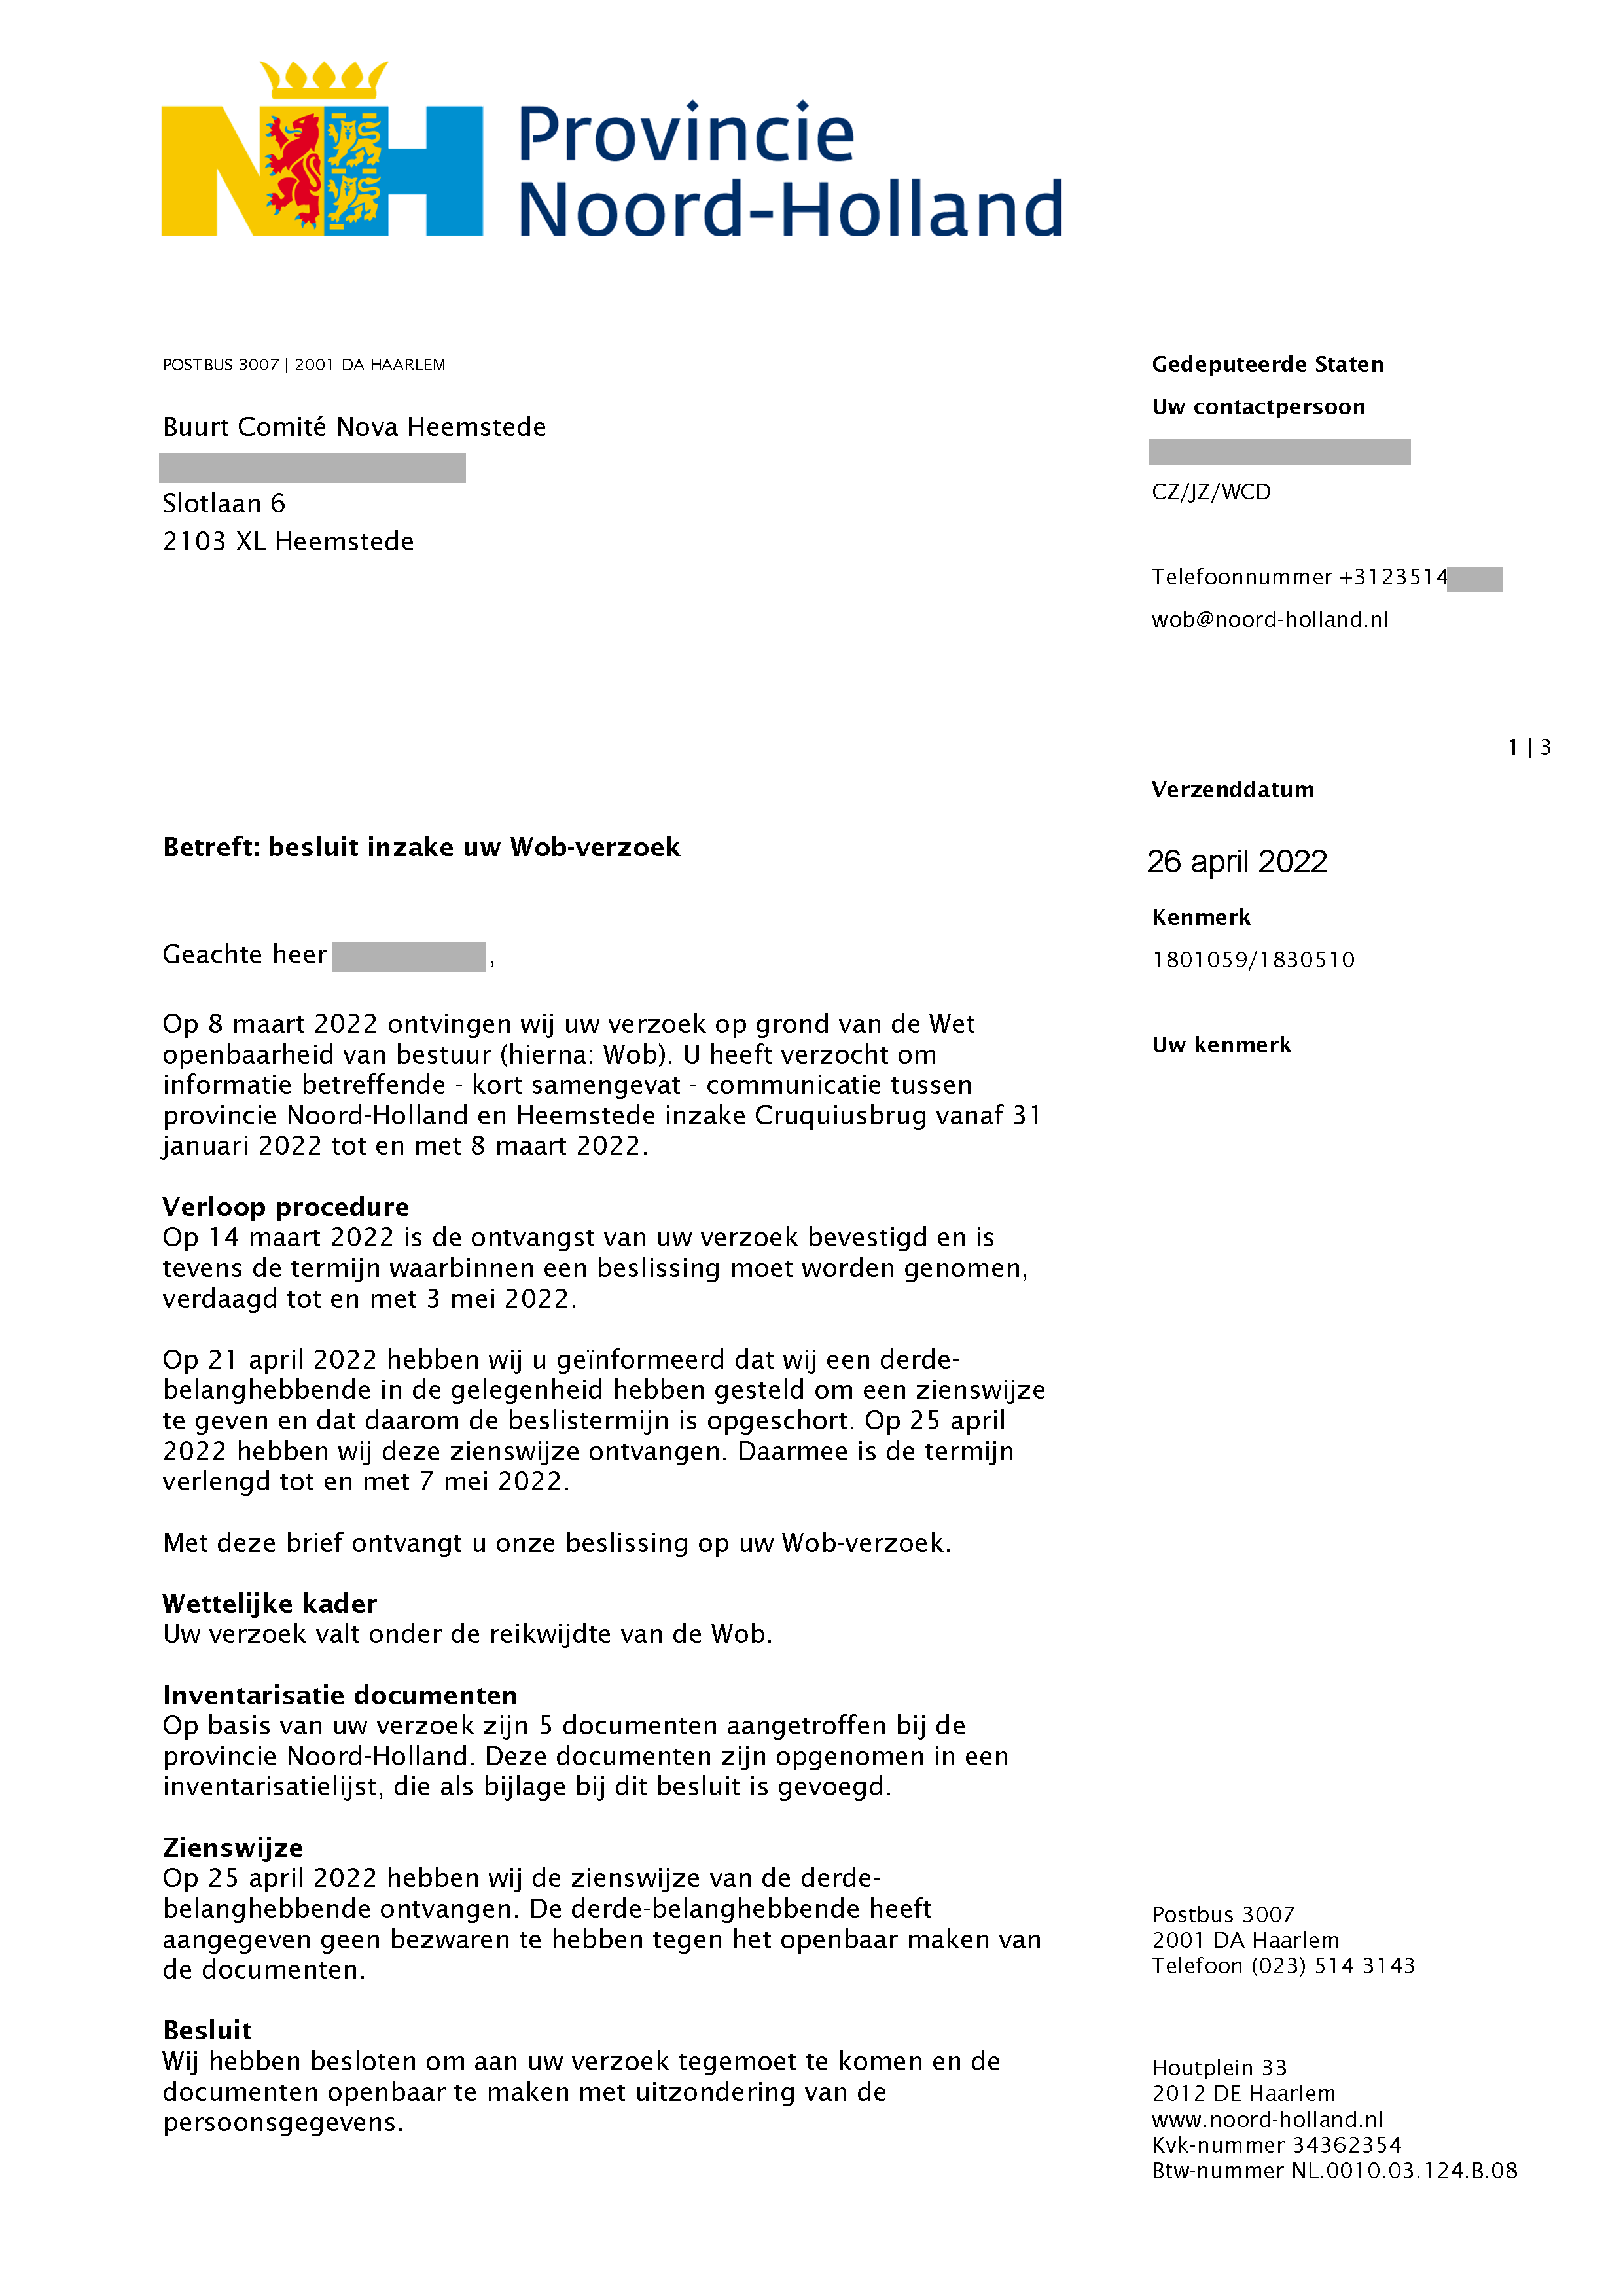 Provincie
Noord-Holland
POSTBUS 3007 | 2001 DA HAARLEM
Buurt Comité Nova Heemstede
Slotlaan 6
2103 XL Heemstede
Gedeputeerde Staten
Uw contactpersoon
CZ/JZ/WCD
Telefoonnummer +3123514
wob@noord-holland.nl
1 | 3
Verzenddatum
26 april 2022
Kenmerk
1801059/1830510
Uw kenmerk
Betreft: besluit inzake uw Wob-verzoek
Geachte heer ,
Op 8 maart 2022 ontvingen wij uw verzoek op grond van de Wet
openbaarheid van bestuur (hierna: Wob). U heeft verzocht om
informatie betreffende - kort samengevat - communicatie tussen
provincie Noord-Holland en Heemstede inzake Cruquiusbrug vanaf 31
januari 2022 tot en met 8 maart 2022.
Verloop procedure
Op 14 maart 2022 is de ontvangst van uw verzoek bevestigd en is
tevens de termijn waarbinnen een beslissing moet worden genomen,
verdaagd tot en met 3 mei 2022.
Op 21 april 2022 hebben wij u geïnformeerd dat wij een derde-
belanghebbende in de gelegenheid hebben gesteld om een zienswijze
te geven en dat daarom de beslistermijn is opgeschort. Op 25 april
2022 hebben wij deze zienswijze ontvangen. Daarmee is de termijn
verlengd tot en met 7 mei 2022.
Met deze brief ontvangt u onze beslissing op uw Wob-verzoek.
Wettelijke kader
Uw verzoek valt onder de reikwijdte van de Wob.
Inventarisatie documenten
Op basis van uw verzoek zijn 5 documenten aangetroffen bij de
provincie Noord-Holland. Deze documenten zijn opgenomen in een
inventarisatielijst, die als bijlage bij dit besluit is gevoegd.
Zienswijze
Op 25 april 2022 hebben wij de zienswijze van de derde-
belanghebbende ontvangen. De derde-belanghebbende heeft
aangegeven geen bezwaren te hebben tegen het openbaar maken van
de documenten.
Besluit
Wij hebben besloten om aan uw verzoek tegemoet te komen en de
documenten openbaar te maken met uitzondering van de
persoonsgegevens.
Postbus 3007
2001 DA Haarlem
Telefoon (023) 514 3143
Houtplein 33
2012 DE Haarlem
www.noord-holland.nl
Kvk-nummer 34362354
Btw-nummer NL.0010.03.124.B.08